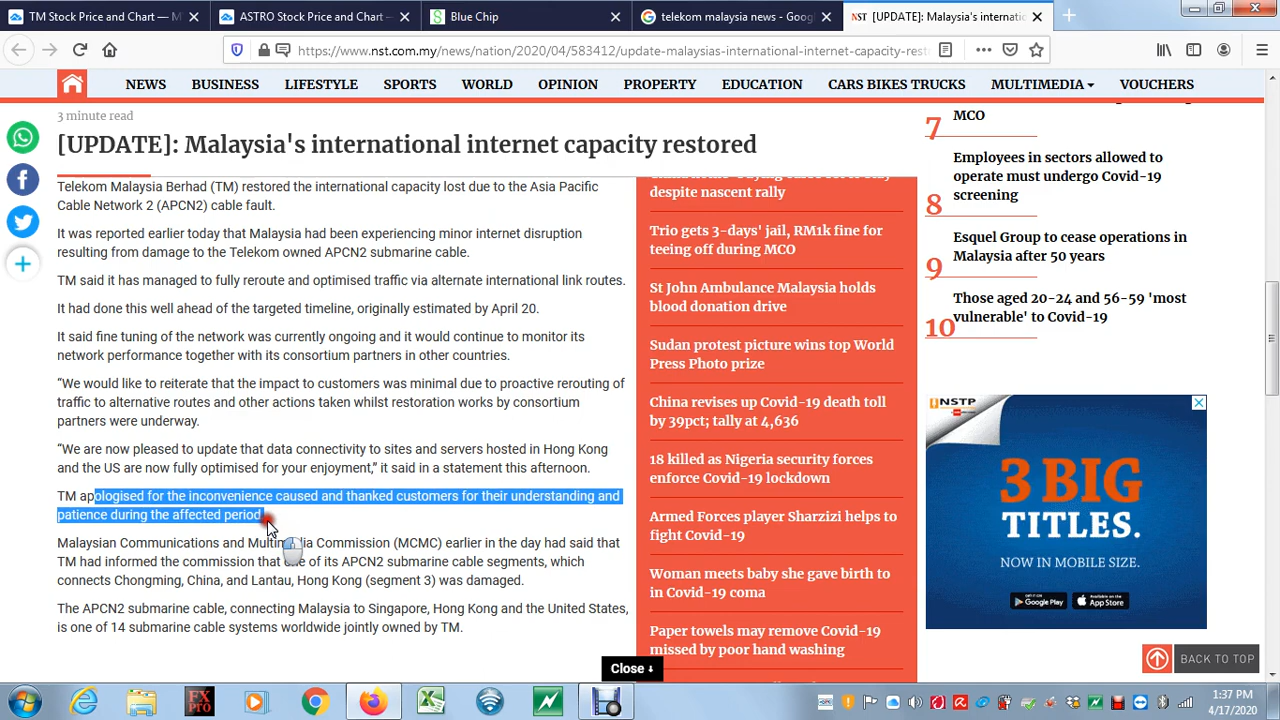 TM Stock Price and Chart — M
ASTRO Stock Price and Chart —
Blue Chip
telekom malaysia news - Goog
NST [UPDATE]: Malaysia's internatio
https://www.nst.com.my/news/nation/2020/04/583412/update-malaysias-international-internet-capacity-rest
NEWS BUSINESS LIFESTYLE SPORTS WORLD OPINION PROPERTY EDUCATION CARS BIKES TRUCKS MULTIMEDIA VOUCHERS
3 minute read
[UPDATE]: Malaysia's international internet capacity restored
Telekom Malaysia Berhad (TM) restored the international capacity lost due to the Asia Pacific
Cable Network 2 (APCN2) cable fault.
It was reported earlier today that Malaysia had been experiencing minor internet disruption
resulting from damage to the Telekom owned APCN2 submarine cable.
TM said it has managed to fully reroute and optimised traffic via alternate international link routes.
It had done this well ahead of the targeted timeline, originally estimated by April 20.
It said fine tuning of the network was currently ongoing and it would continue to monitor its
network performance together with its consortium partners in other countries.
“We would like to reiterate that the impact to customers was minimal due to proactive rerouting of
traffic to alternative routes and other actions taken whilst restoration works by consortium
partners were underway.
“We are now pleased to update that data connectivity to sites and servers hosted in Hong Kong
and the US are now fully optimised for your enjoyment,” it said in a statement this afternoon.
TM apologised for the inconvenience caused and thanked customers for their understanding and
patience during the affected period
Malaysian Communications and Multimedia Commission (MCMC) earlier in the day had said that
TM had informed the commission that one of its APCN2 submarine cable segments, which
connects Chongming, China, and Lantau, Hong Kong (segment 3) was damaged.
The APCN2 submarine cable, connecting Malaysia to Singapore, Hong Kong and the United States,
is one of 14 submarine cable systems worldwide jointly owned by TM.
despite nascent rally
Trio gets 3-days' jail, RM1k fine for
teeing off during MCO
St John Ambulance Malaysia holds
blood donation drive
Sudan protest picture wins top World
Press Photo prize
China revises up Covid-19 death toll
by 39pct; tally at 4,636
18 killed as Nigeria security forces
enforce Covid-19 lockdown
Armed Forces player Sharzizi helps to
fight Covid-19
Woman meets baby she gave birth to
in Covid-19 coma
Paper towels may remove Covid-19
missed by poor hand washing
7
MCO
8
Employees in sectors allowed to
operate must undergo Covid-19
screening
9
Esquel Group to cease operations in
Malaysia after 50 years
10
Those aged 20-24 and 56-59 'most
vulnerable' to Covid-19
NSTP
3 BIG
TITLES.
NOW IN MOBILE SIZE.
Google Play
App Store
BACK TO TOP
Close
FX
PRO
1:37 PM
4/17/2020